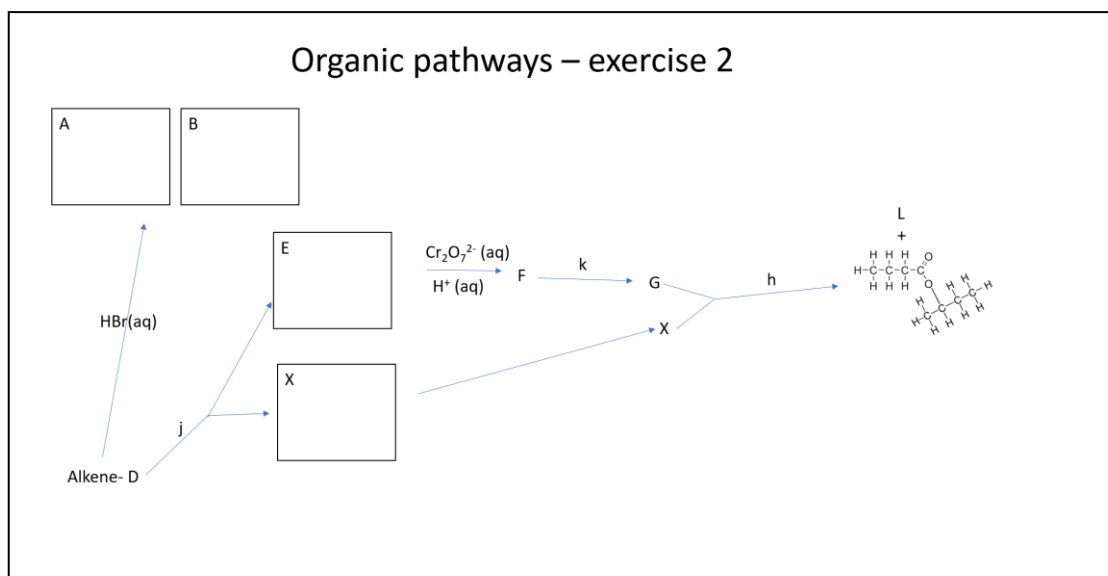 Organic pathways – exercise 2
A
B
HBr(aq)
Alkene- D
j
E
X
Cr₂O₇²⁻ (aq)
H⁺ (aq)
F
k
G
X
h
L
+
H H H O
H-C-C-C-C
H H H O
H H H
C C C C H
H H H H H